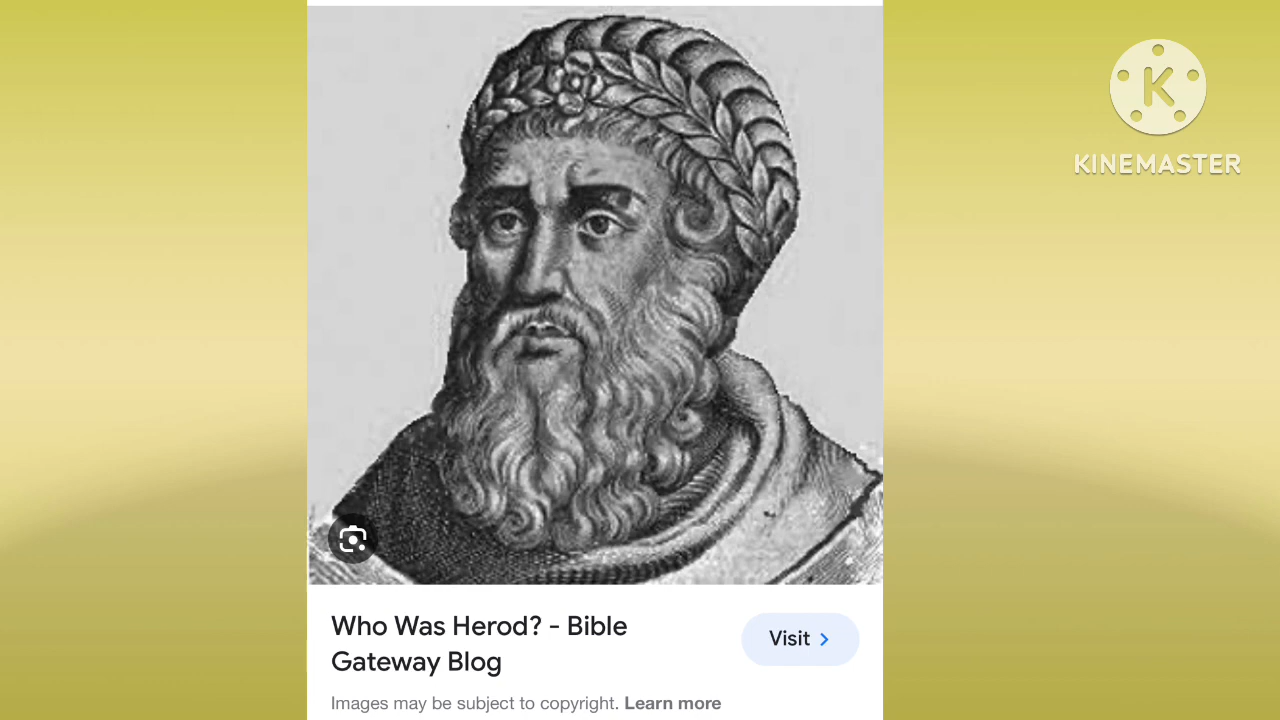 K
KINEMASTER
Who Was Herod? - Bible
Gateway Blog
Visit
Images may be subject to copyright. Learn more